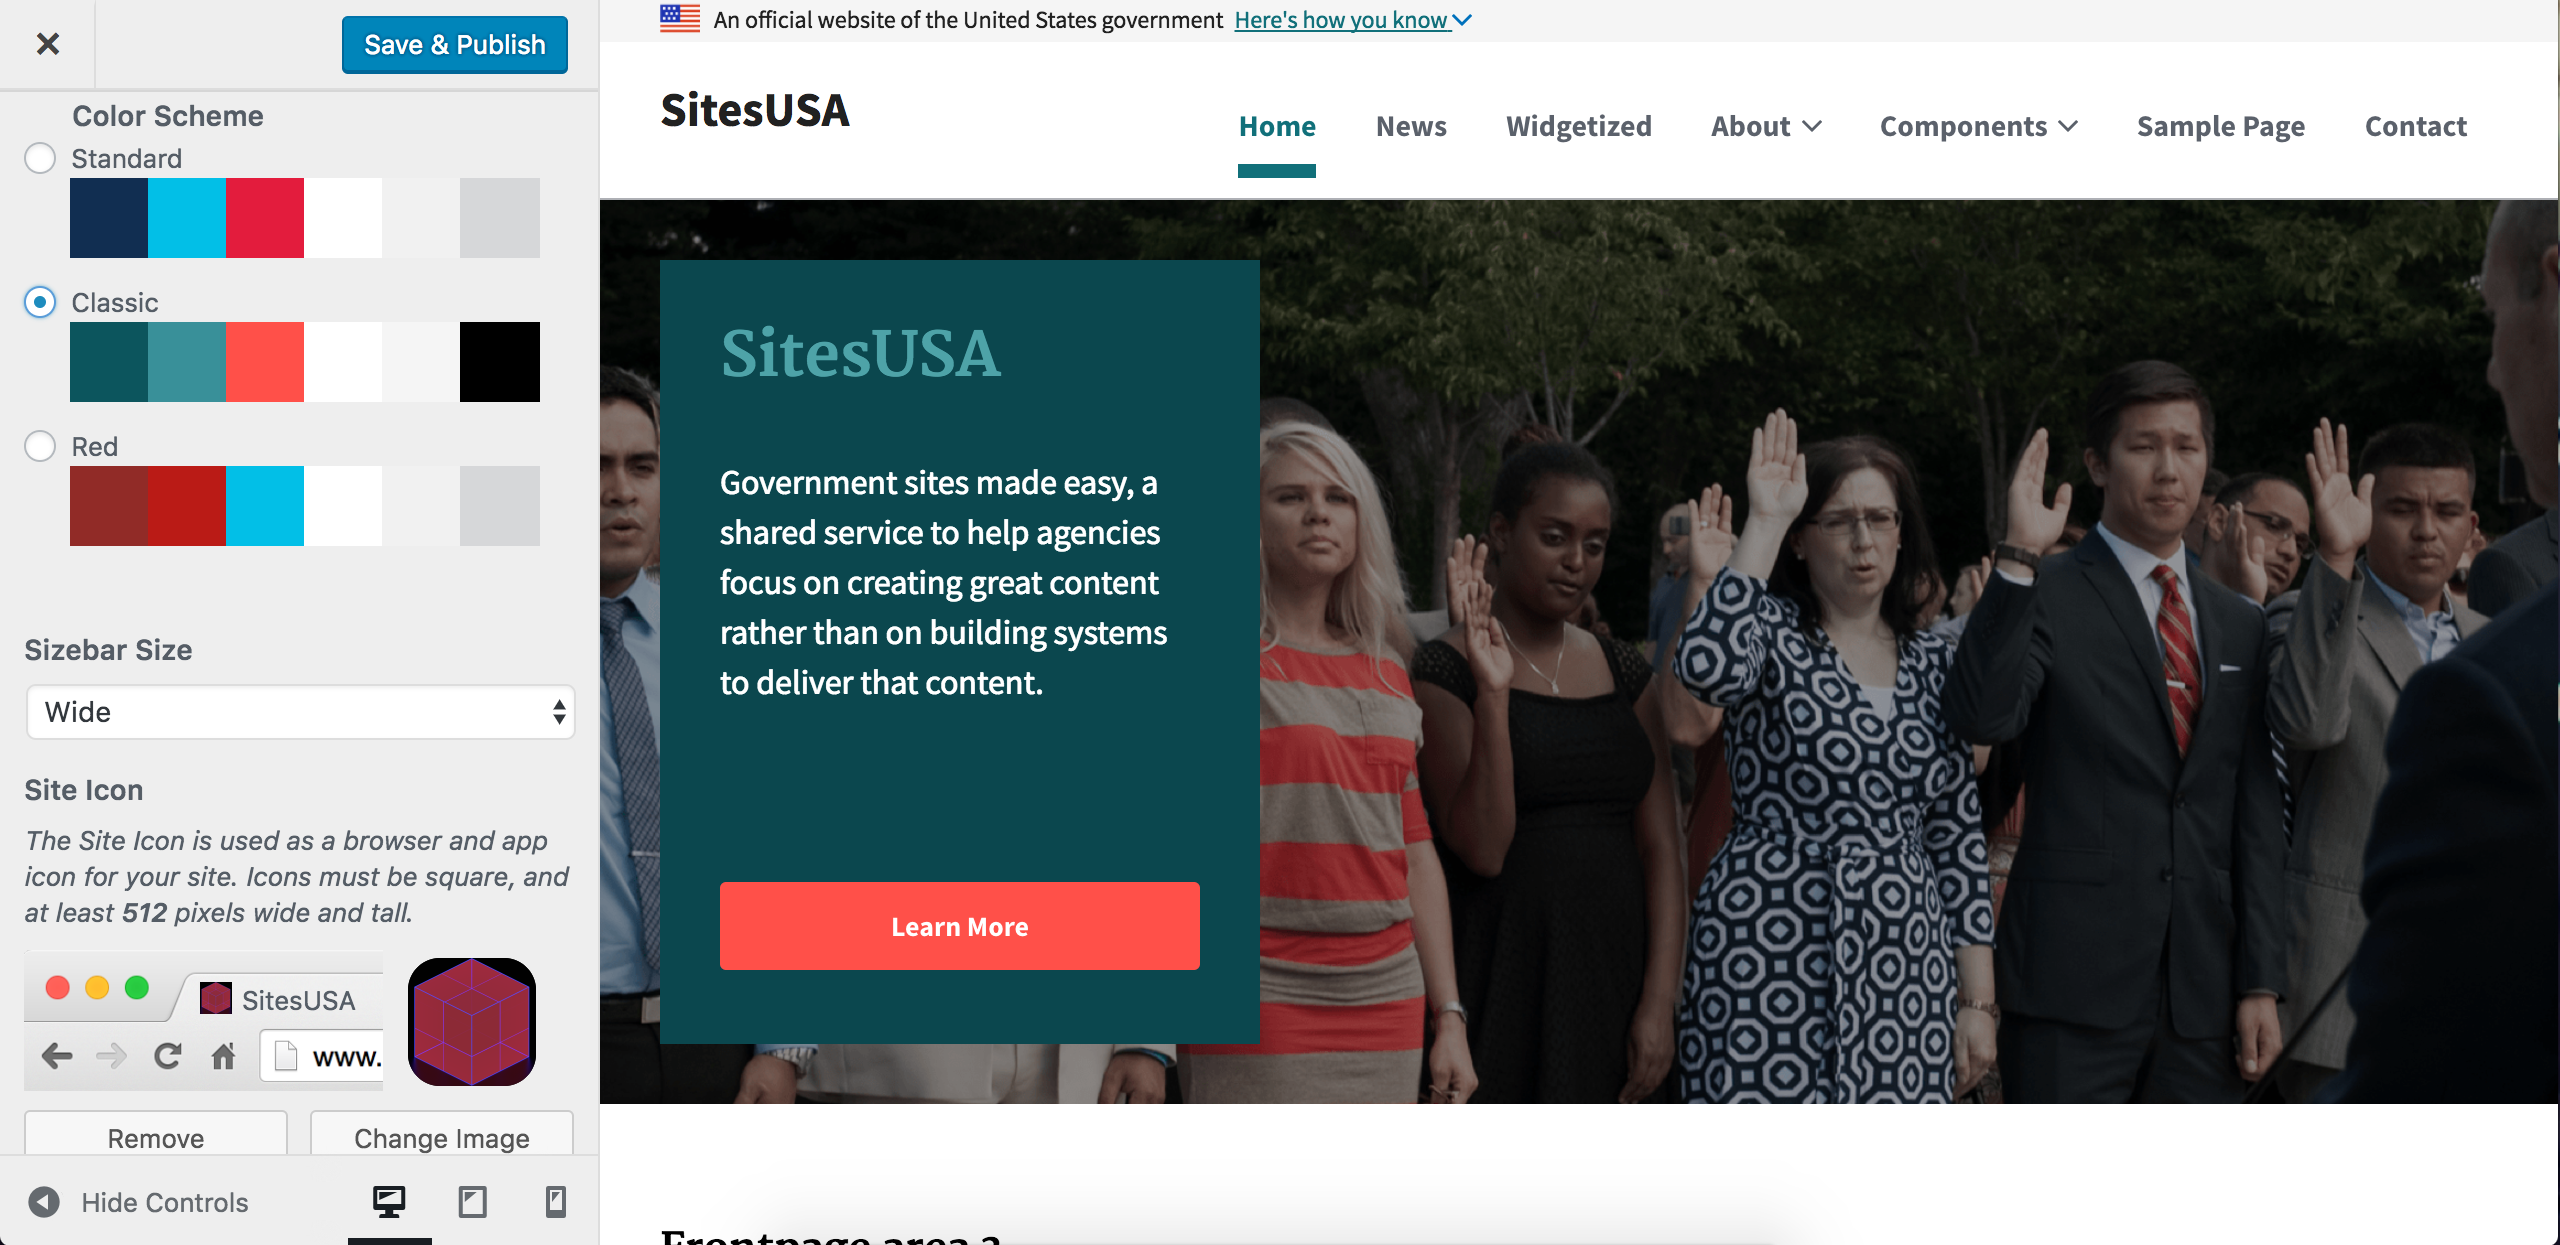 Save & Publish
Color Scheme
Standard
Classic
Red
Sizebar Size
Wide
Site Icon
The Site Icon is used as a browser and app
icon for your site. Icons must be square, and
at least 512 pixels wide and tall.
SitesUSA
www.
Remove
Change Image
Hide Controls
An official website of the United States government Here's how you know
SitesUSA
Home News Widgetized About Components Sample Page Contact
SitesUSA
Government sites made easy, a
shared service to help agencies
focus on creating great content
rather than on building systems
to deliver that content.
Learn More
Frontpage area 2